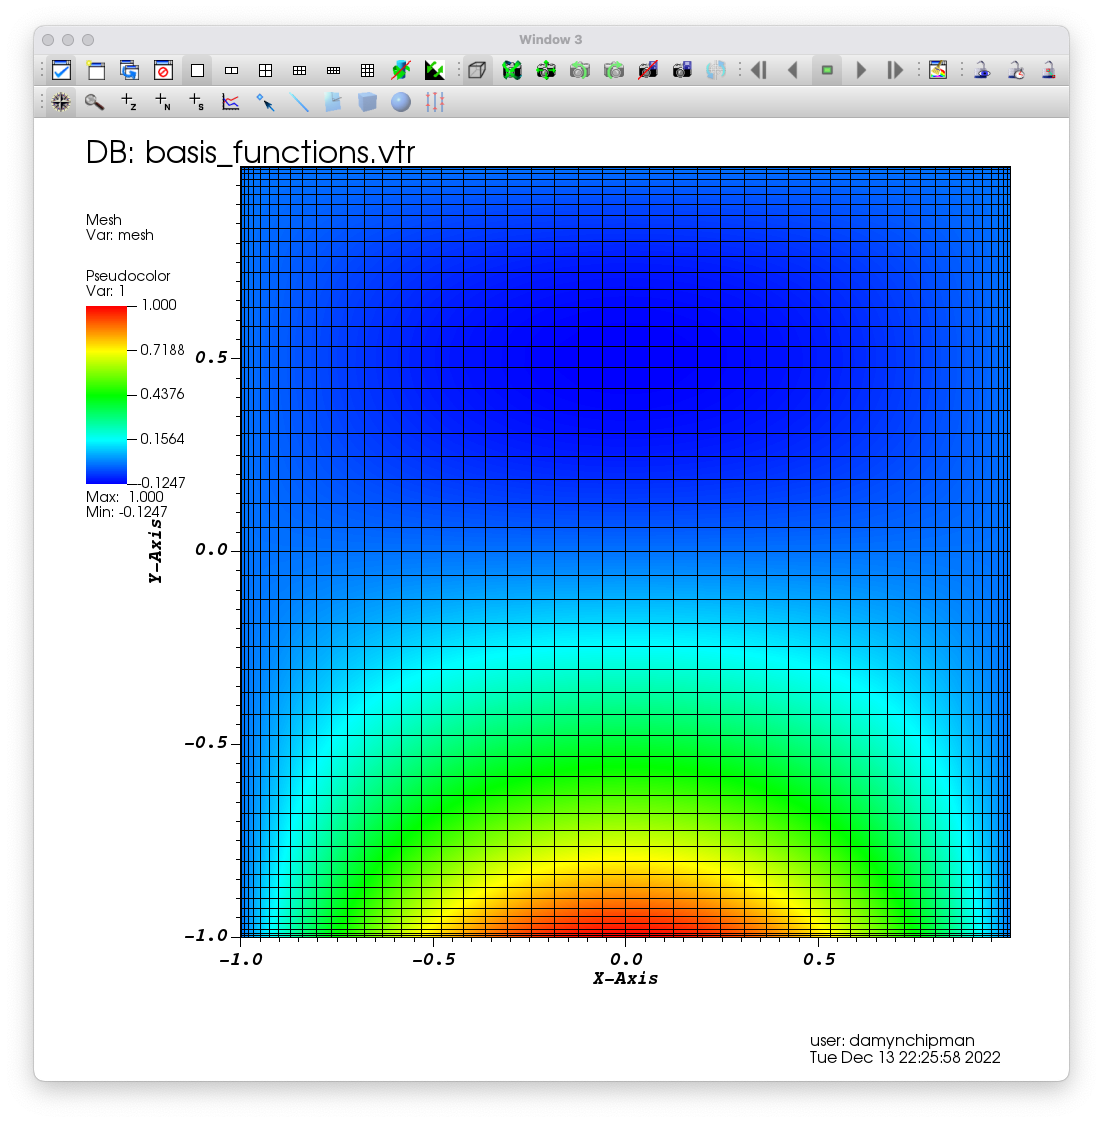 Window 3
Z
N
S
DB: basis_functions.vtr
Mesh
Var: mesh
Pseudocolor
Var: 1
1.000
0.7188
0.4376
0.1564
-0.1247
Max: 1.000
Min: -0.1247
Y-Axis
0.5
0.0
-0.5
-1.0
-1.0 -0.5 0.0 0.5
X-Axis
user: damynchipman
Tue Dec 13 22:25:58 2022